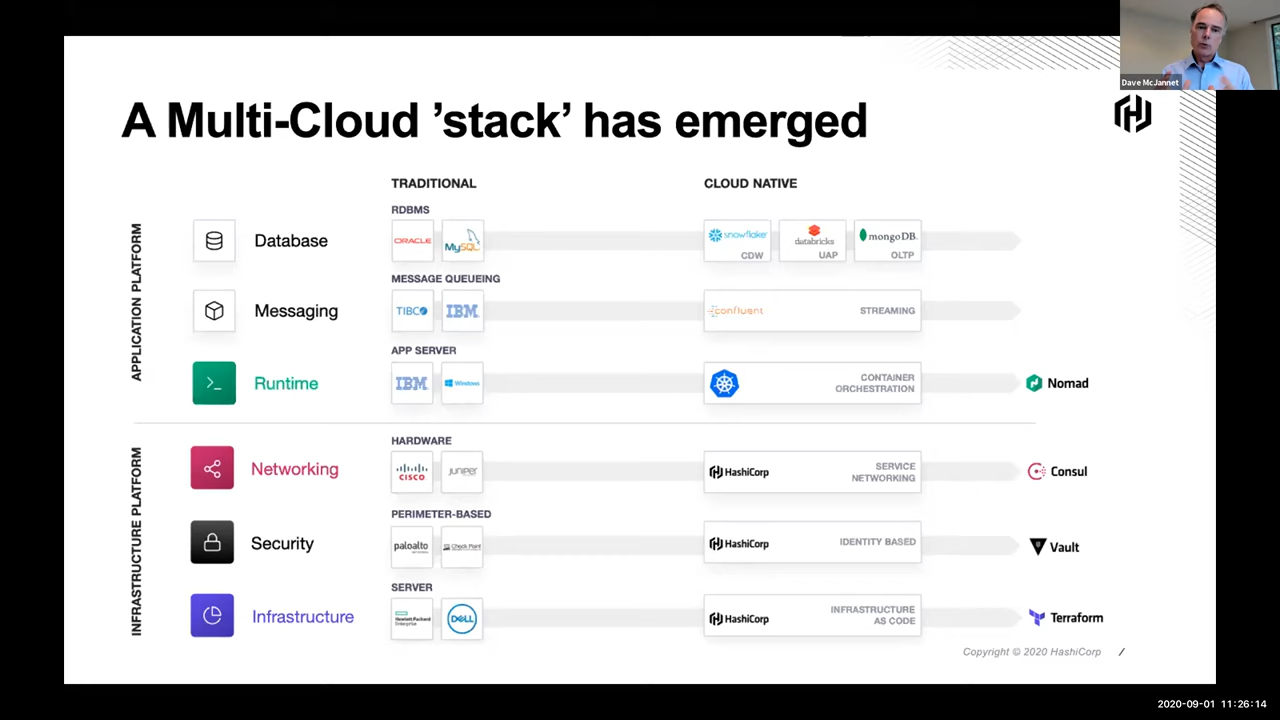 Dave McJannet
A Multi-Cloud ’stack’ has emerged
TRADITIONAL
CLOUD NATIVE
APPLICATION PLATFORM
Database
RDBMS
ORACLE
MySQL
snowflake
CDW
databricks
UAP
mongoDB.
OLTP
Messaging
MESSAGE QUEUEING
TIBCO
IBM
confluent
STREAMING
Runtime
APP SERVER
IBM
Windows
CONTAINER
ORCHESTRATION
Nomad
INFRASTRUCTURE PLATFORM
Networking
HARDWARE
CISCO
JUNIPER
HashiCorp
SERVICE
NETWORKING
Consul
Security
PERIMETER-BASED
paloalto
Check Point
HashiCorp
IDENTITY BASED
Vault
Infrastructure
SERVER
Hewlett Packard
Enterprise
DELL
HashiCorp
INFRASTRUCTURE
AS CODE
Terraform
Copyright © 2020 HashiCorp /
2020-09-01 11:26:14